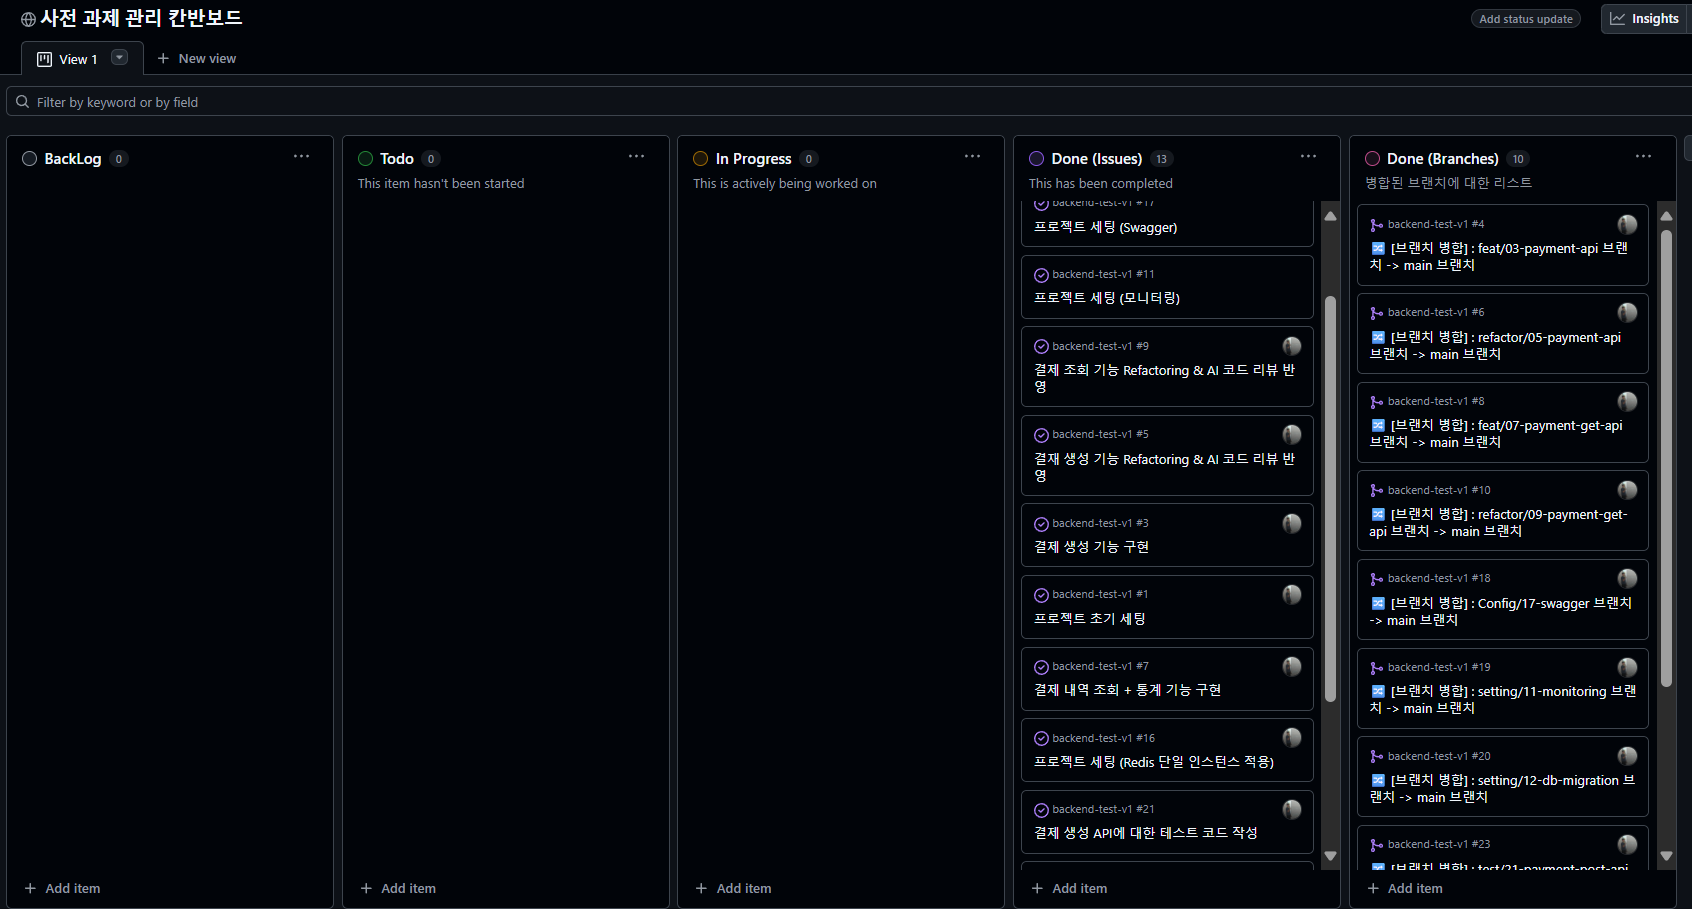 사전 과제 관리 칸반보드
Add status update
Insights
View 1
New view
Filter by keyword or by field
BackLog 0
Add item
Todo 0
This item hasn't been started
Add item
In Progress 0
This is actively being worked on
Add item
Done (Issues) 13
This has been completed
backend-test-v1 #17
프로젝트 세팅 (Swagger)
backend-test-v1 #11
프로젝트 세팅 (모니터링)
backend-test-v1 #9
결제 조회 기능 Refactoring & AI 코드 리뷰 반
영
backend-test-v1 #5
결재 생성 기능 Refactoring & AI 코드 리뷰 반
영
backend-test-v1 #3
결제 생성 기능 구현
backend-test-v1 #1
프로젝트 초기 세팅
backend-test-v1 #7
결제 내역 조회 + 통계 기능 구현
backend-test-v1 #16
프로젝트 세팅 (Redis 단일 인스턴스 적용)
backend-test-v1 #21
결제 생성 API에 대한 테스트 코드 작성
Add item
Done (Branches) 10
병합된 브랜치에 대한 리스트
backend-test-v1 #4
🔀 [브랜치 병합] : feat/03-payment-api 브랜
치 -> main 브랜치
backend-test-v1 #6
🔀 [브랜치 병합] : refactor/05-payment-api
브랜치 -> main 브랜치
backend-test-v1 #8
🔀 [브랜치 병합] : feat/07-payment-get-api
브랜치 -> main 브랜치
backend-test-v1 #10
🔀 [브랜치 병합] : refactor/09-payment-get-
api 브랜치 -> main 브랜치
backend-test-v1 #18
🔀 [브랜치 병합] : Config/17-swagger 브랜치
-> main 브랜치
backend-test-v1 #19
🔀 [브랜치 병합] : setting/11-monitoring 브랜
치 -> main 브랜치
backend-test-v1 #20
🔀 [브랜치 병합] : setting/12-db-migration 브
랜치 -> main 브랜치
backend-test-v1 #23
🔀 [브랜치 병합] : test/21-payment-post-api
Add item